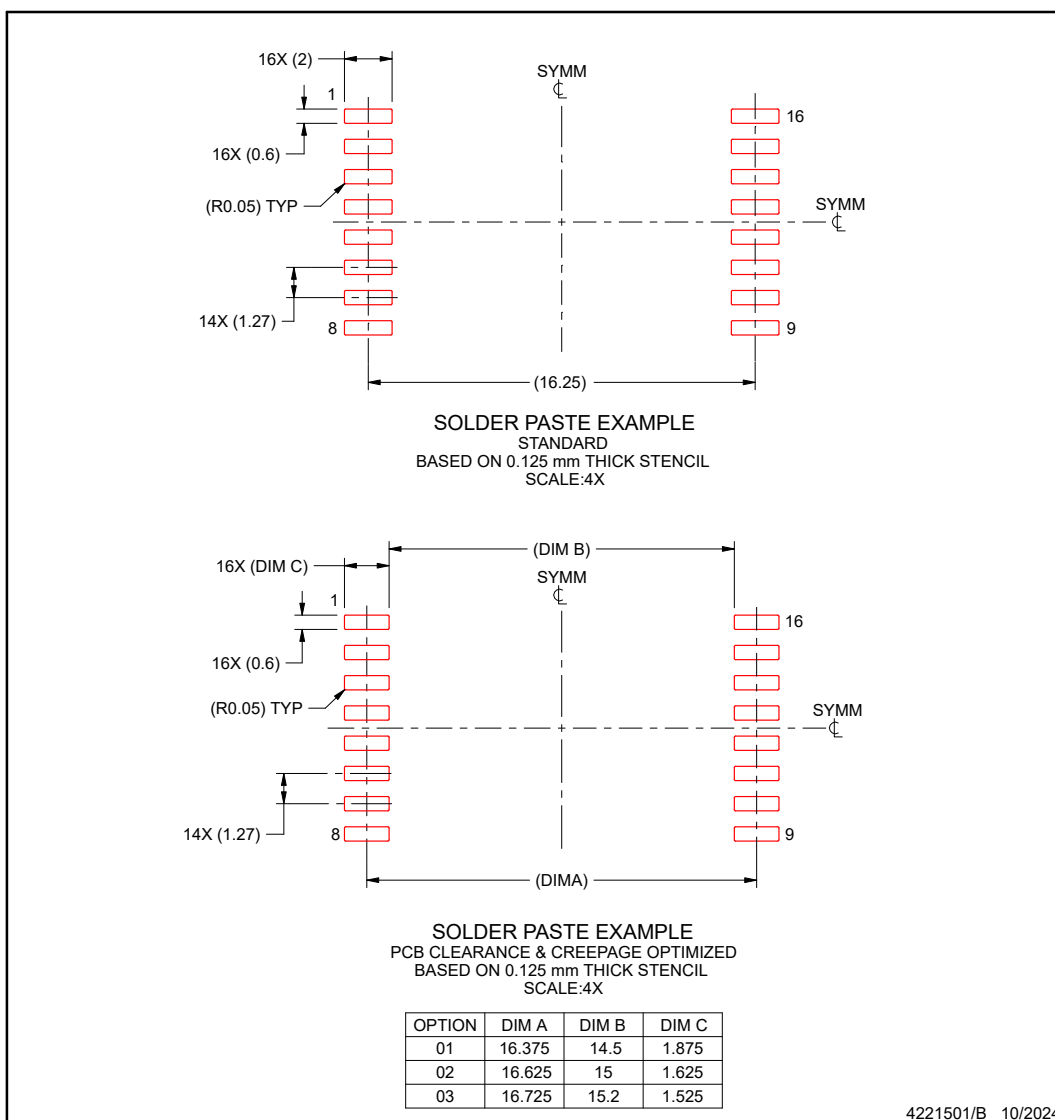 16X (2)
SYMM
1
16
16X (0.6)
(R0.05) TYP
SYMM
14X (1.27)
8
9
(16.25)
SOLDER PASTE EXAMPLE
STANDARD
BASED ON 0.125 mm THICK STENCIL
SCALE:4X
(DIM B)
16X (DIM C)
SYMM
1
16
16X (0.6)
(R0.05) TYP
SYMM
14X (1.27)
8
9
(DIMA)
SOLDER PASTE EXAMPLE
PCB CLEARANCE & CREEPAGE OPTIMIZED
BASED ON 0.125 mm THICK STENCIL
SCALE:4X
OPTION DIM A DIM B DIM C
01 16.375 14.5 1.875
02 16.625 15 1.625
03 16.725 15.2 1.525
4221501/B 10/2024